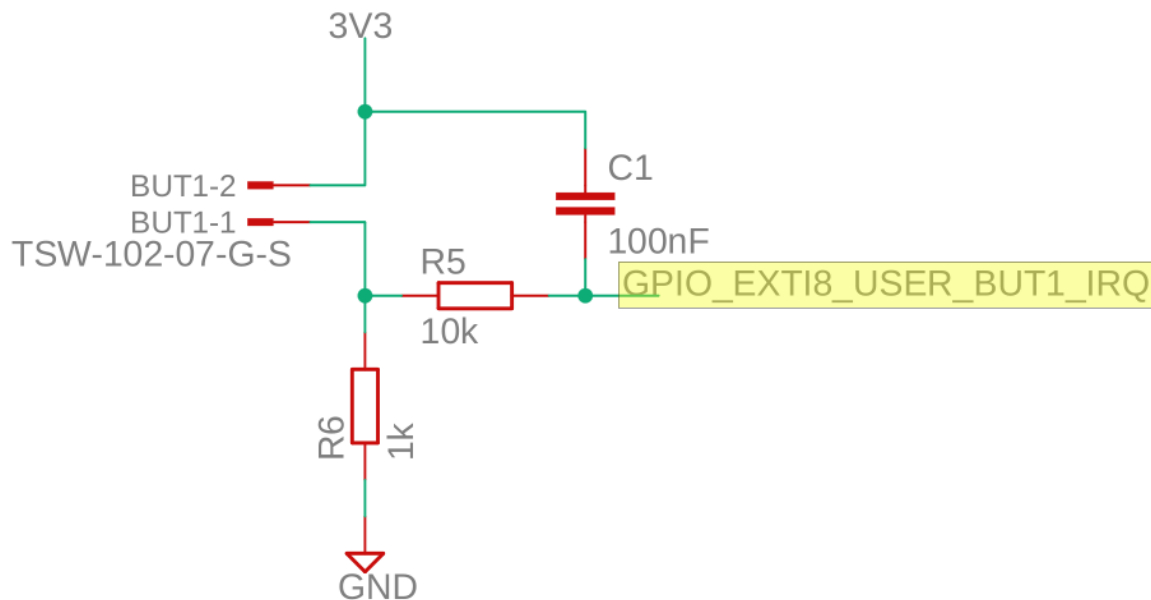 3V3
C1
BUT1-2
BUT1-1
TSW-102-07-G-S
100nF
R5
GPIO_EXTI8_USER_BUT1_IRQ
10k
R6
1k
GND